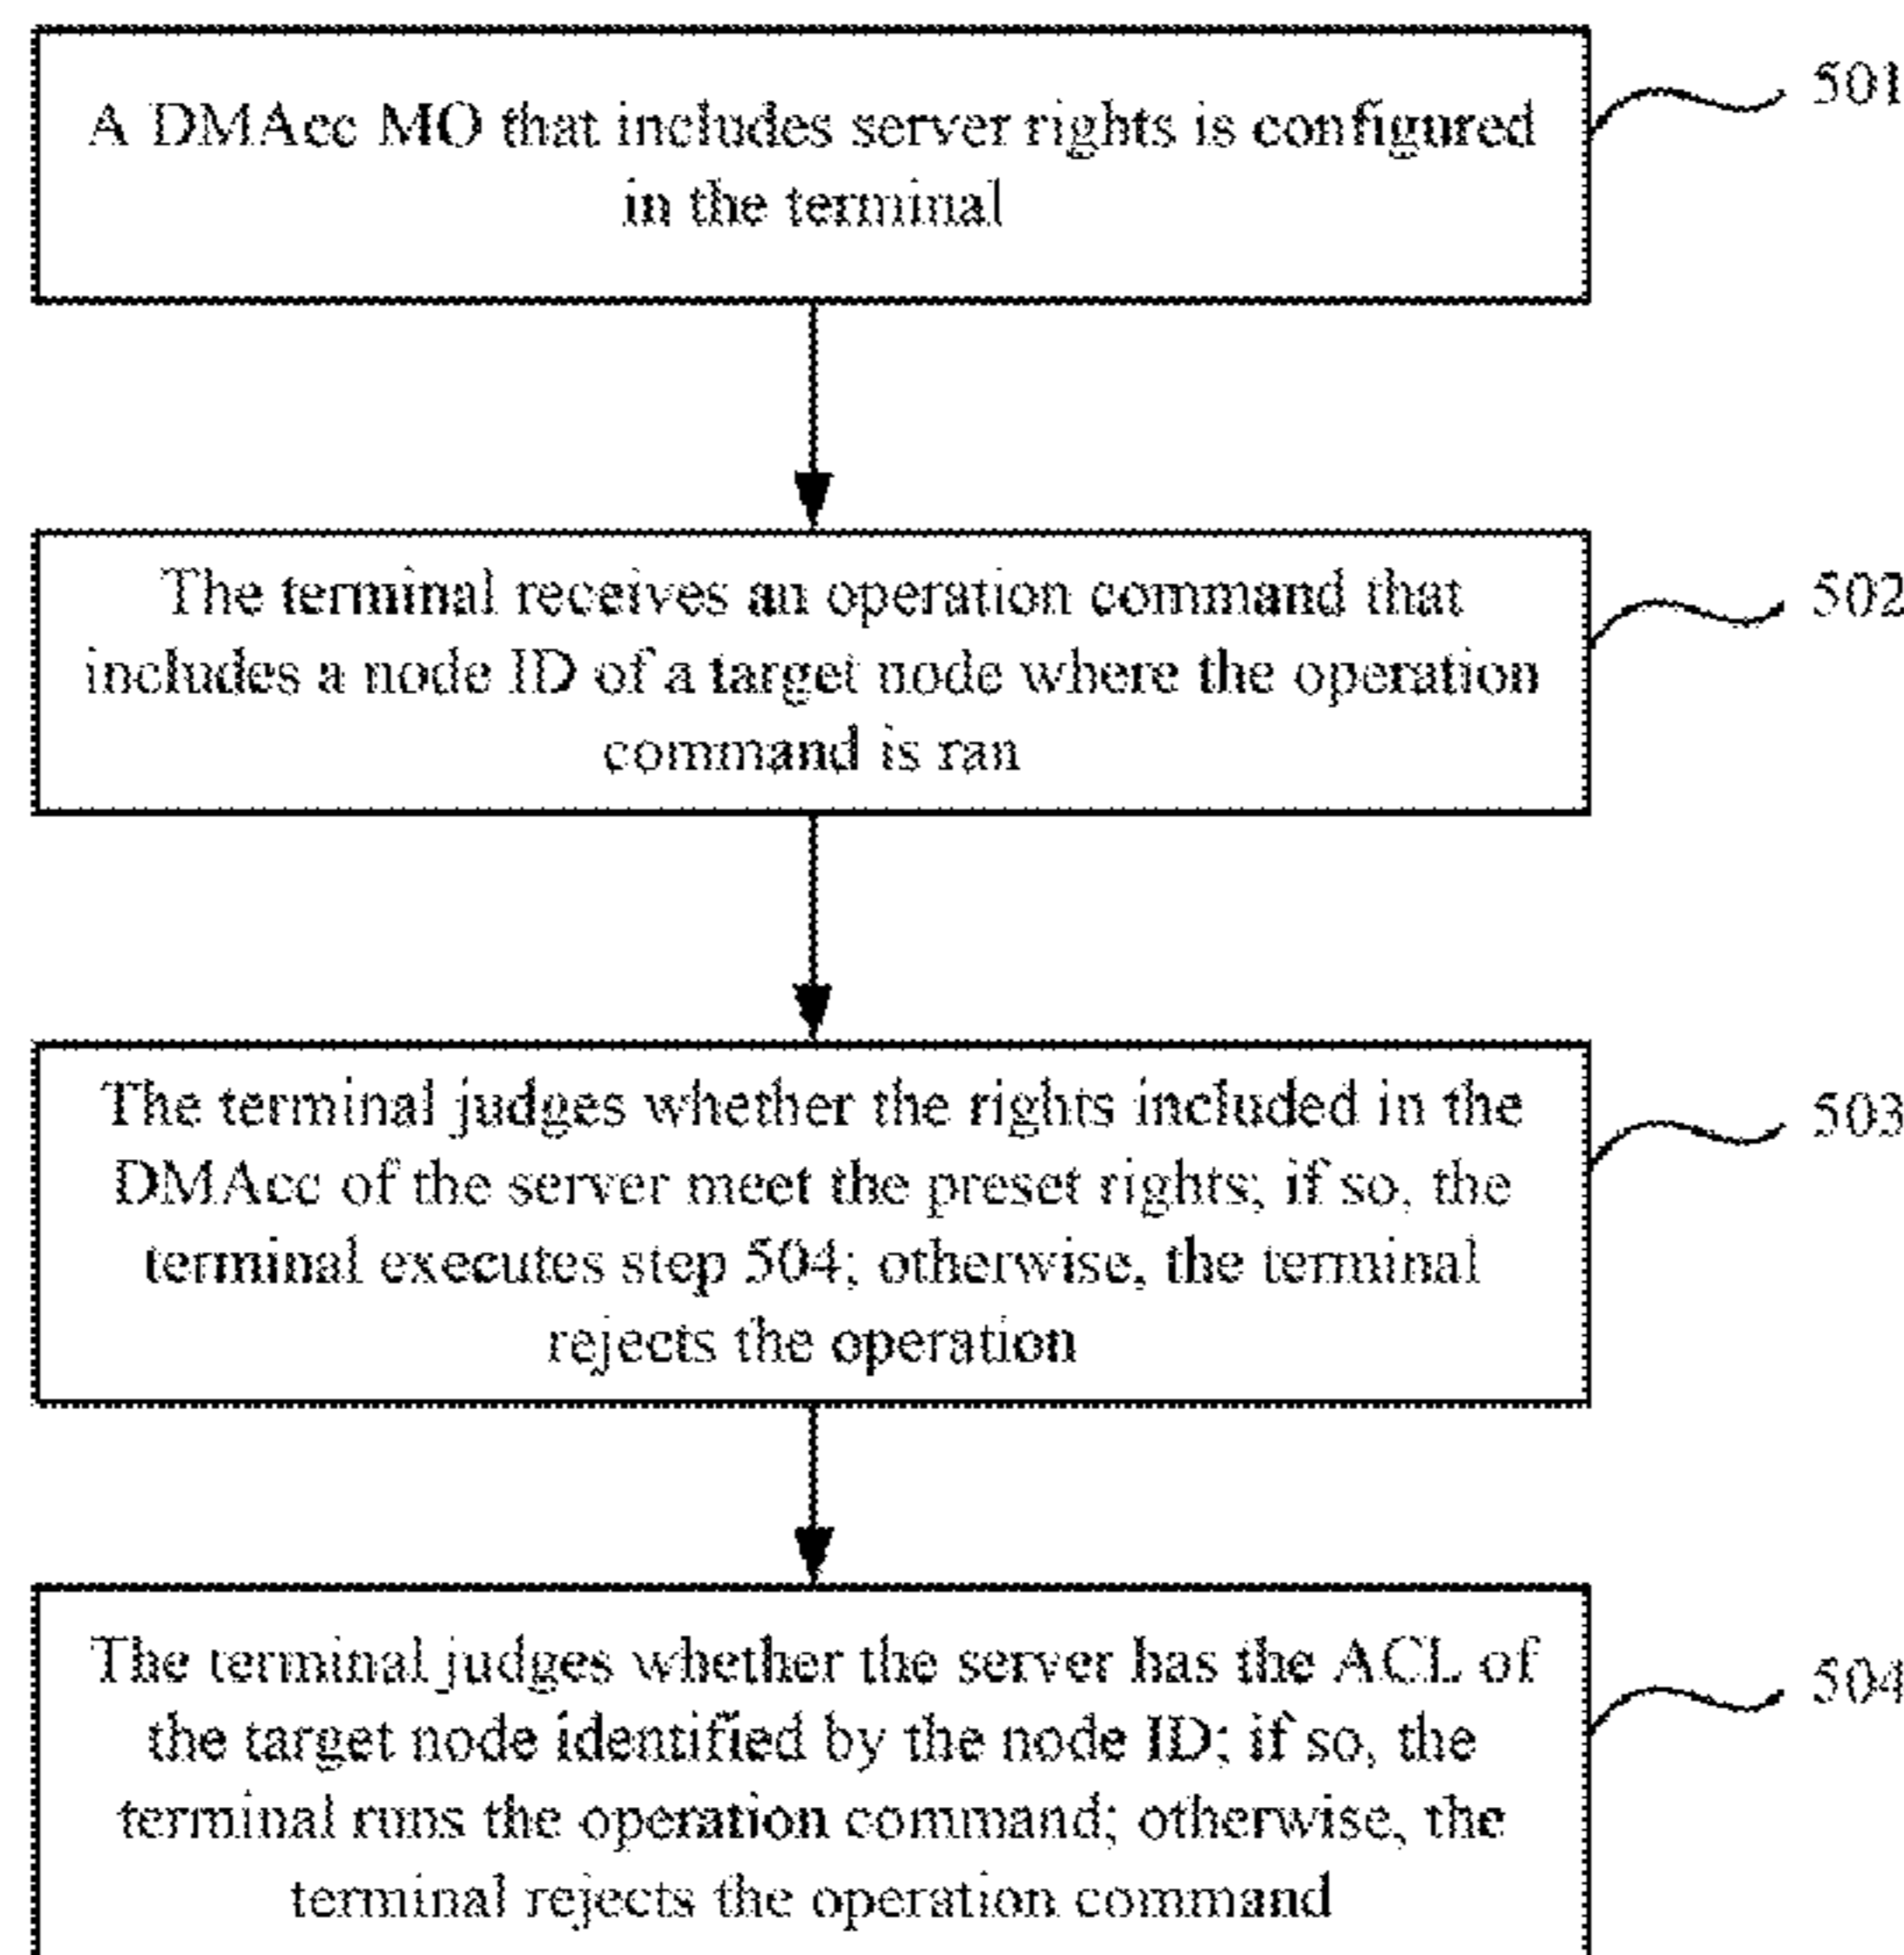 A DMAcc MO that includes server rights is configured
in the terminal
501
The terminal receives an operation command that
includes a node ID of a target node where the operation
command is ran
502
The terminal judges whether the rights included in the
DMAcc of the server meet the preset rights; if so, the
terminal executes step 504; otherwise, the terminal
rejects the operation
503
The terminal judges whether the server has the ACL of
the target node identified by the node ID; if so, the
terminal runs the operation command; otherwise, the
terminal rejects the operation command
504